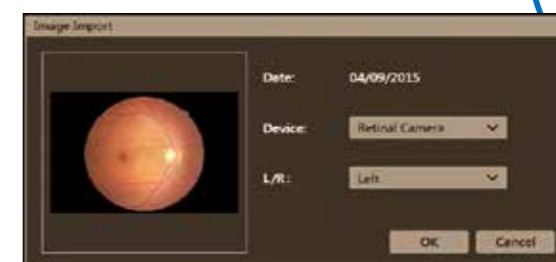 Image Import
Date: 04/09/2015
Device: Retinal Camera
L/R: Left
OK Cancel